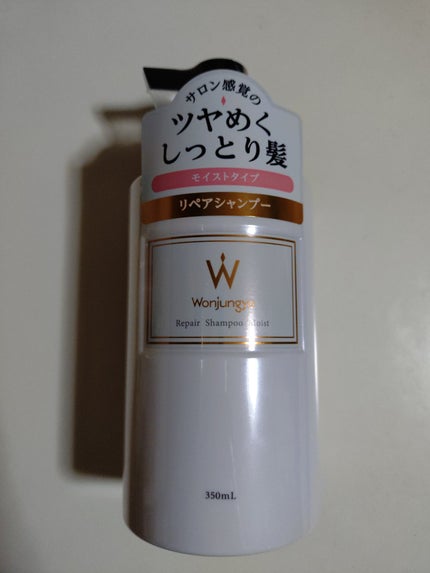 サロン感覚の
ツヤめく
しっとり髪
モイストタイプ
リペアシャンプー
W
Wonjungyo
Repair Shampoo Moist
350mL